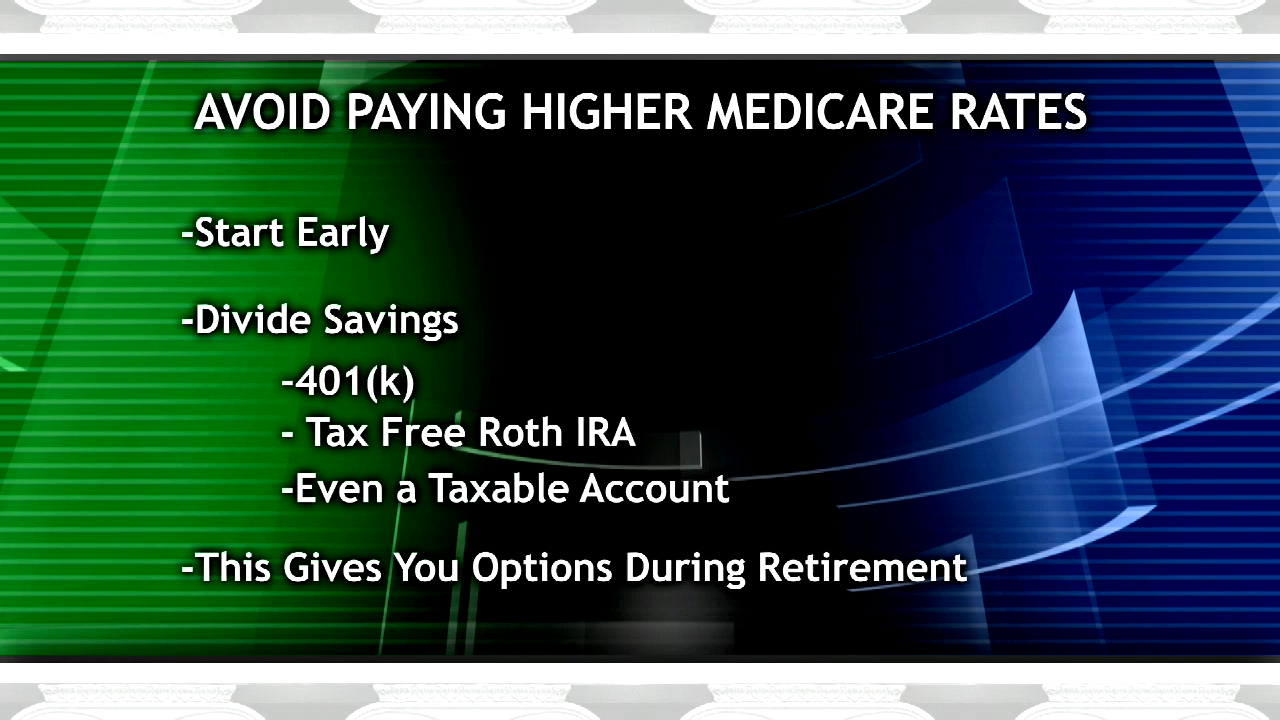 AVOID PAYING HIGHER MEDICARE RATES
-Start Early
-Divide Savings
-401(k)
- Tax Free Roth IRA
-Even a Taxable Account
-This Gives You Options During Retirement